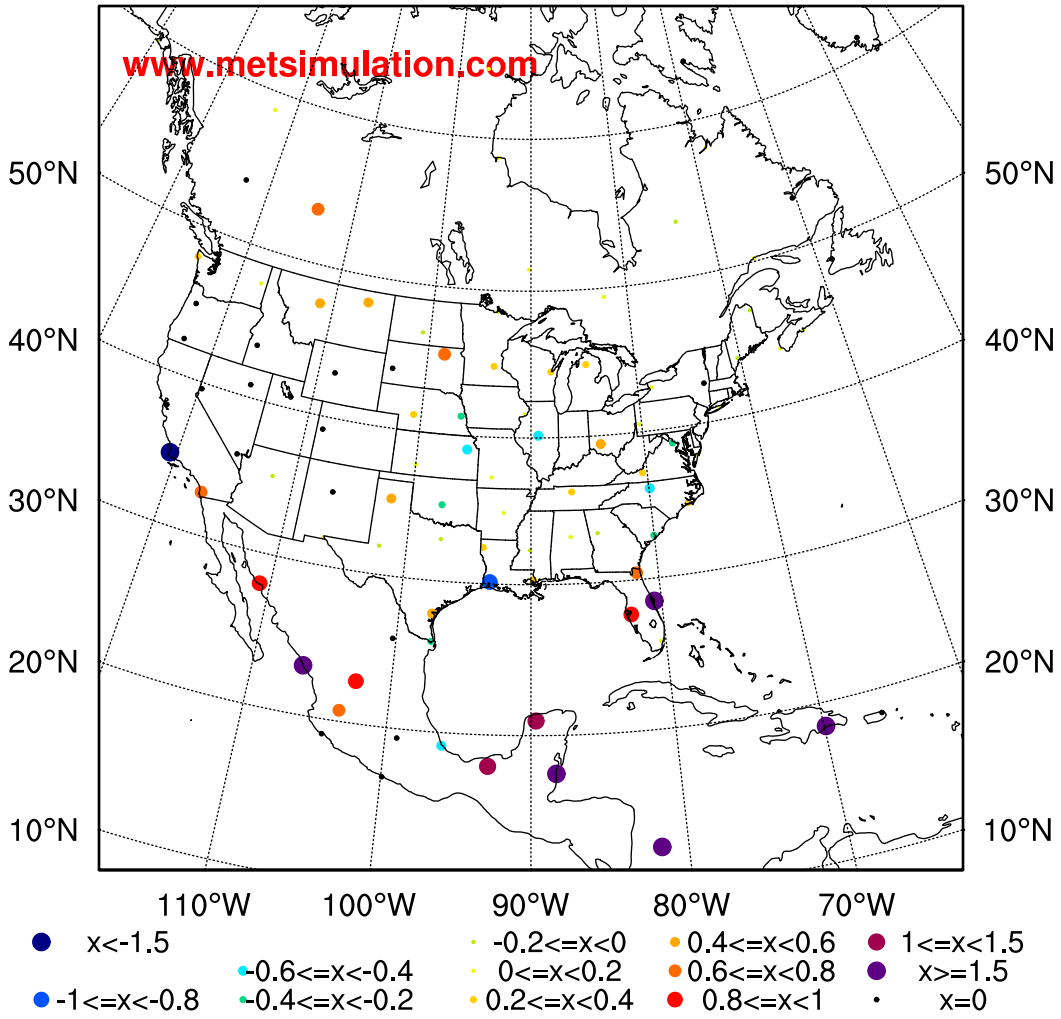 www.metsimulation.com
50°N 50°N
40°N 40°N
30°N 30°N
20°N 20°N
10°N 10°N
110°W 100°W 90°W 80°W 70°W
x<-1.5 -0.2<=x<0 0.4<=x<0.6 1<=x<1.5
-0.6<=x<-0.4 0<=x<0.2 0.6<=x<0.8 x>=1.5
-1<=x<-0.8 -0.4<=x<-0.2 0.2<=x<0.4 0.8<=x<1 x=0